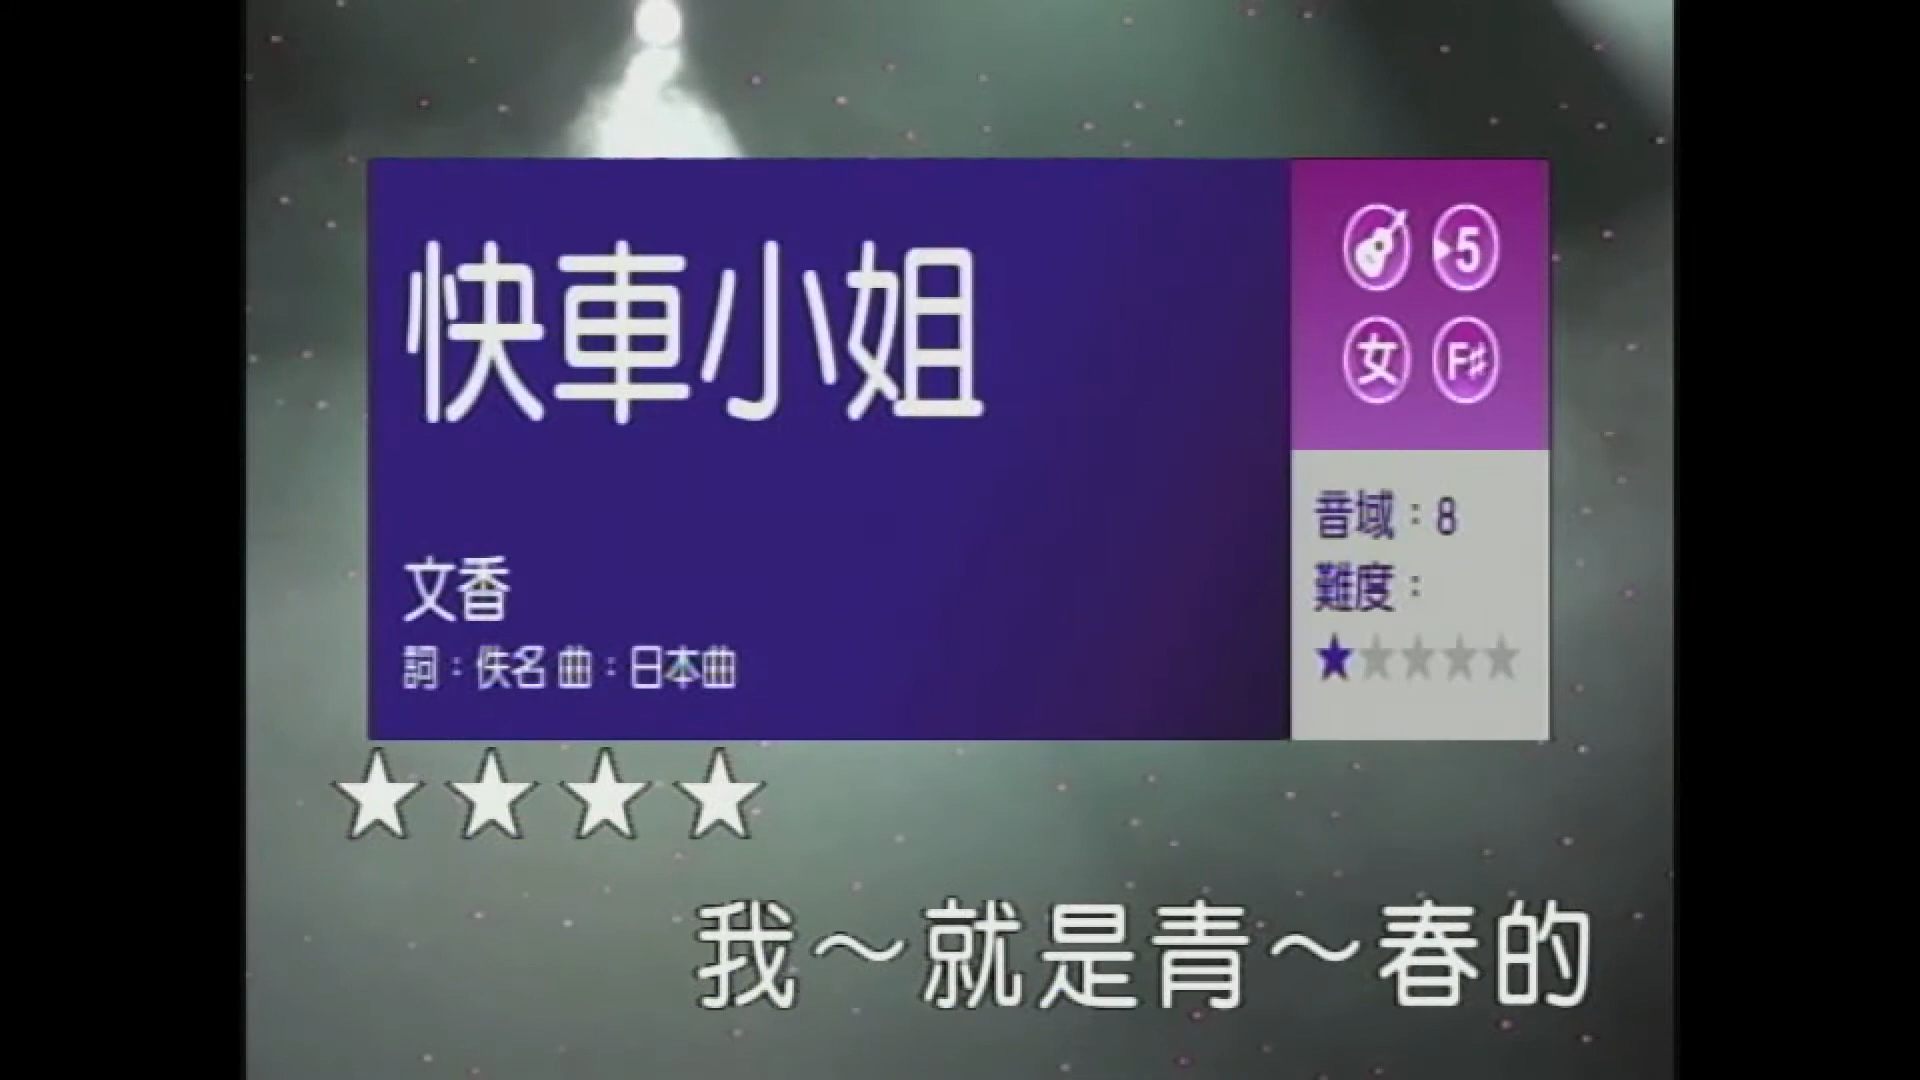 快車小姐
5
女 F♯
文香
詞：佚名 曲：日本曲
音域：8
難度：
★★★★★
★★★★
我～就是青～春的